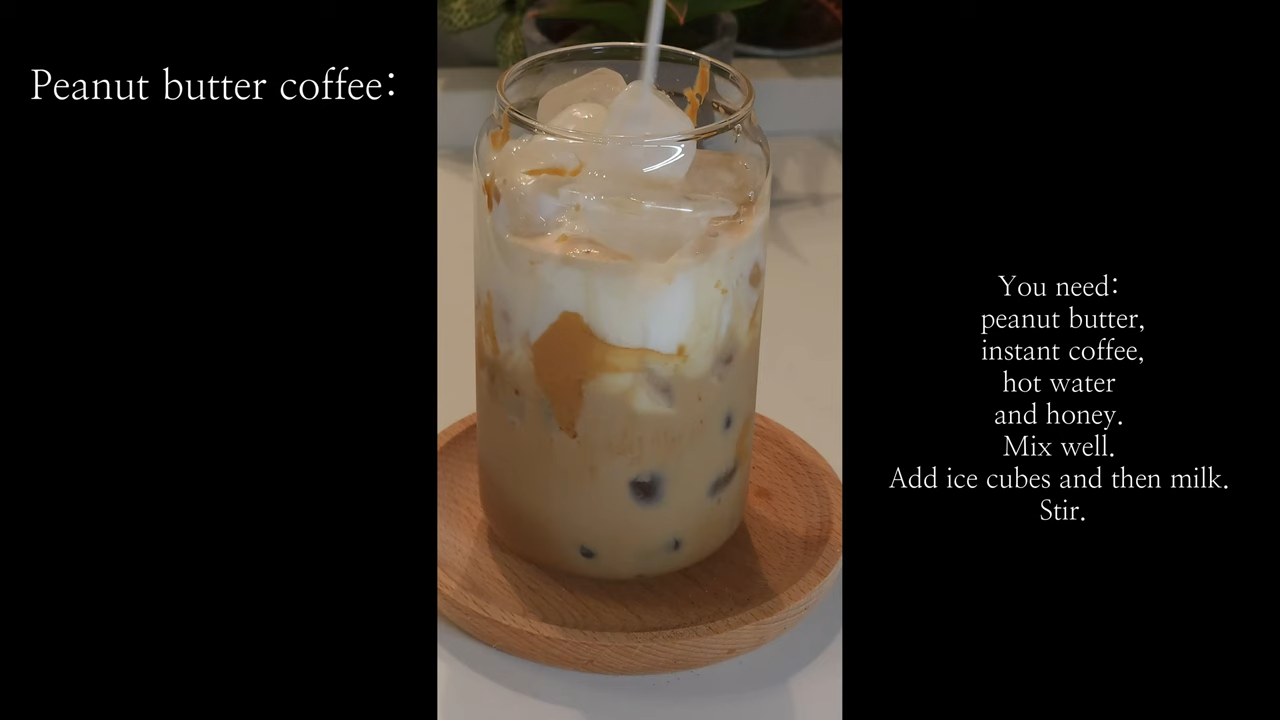 Peanut butter coffee:
You need:
peanut butter,
instant coffee,
hot water
and honey.
Mix well.
Add ice cubes and then milk.
Stir.